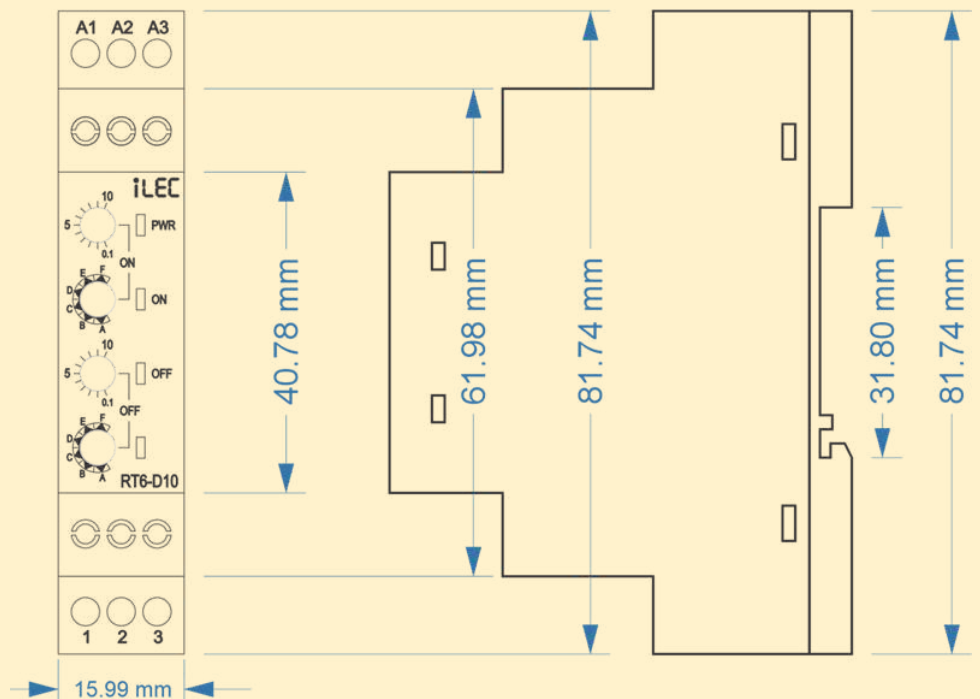 A1 A2 A3
iLEC
10
5
PWR
0.1
ON
F
E
D
C
B
A
ON
10
5
OFF
0.1
OFF
F
E
D
C
B
A
RT6-D10
1 2 3
15.99 mm
40.78 mm
61.98 mm
81.74 mm
31.80 mm
81.74 mm